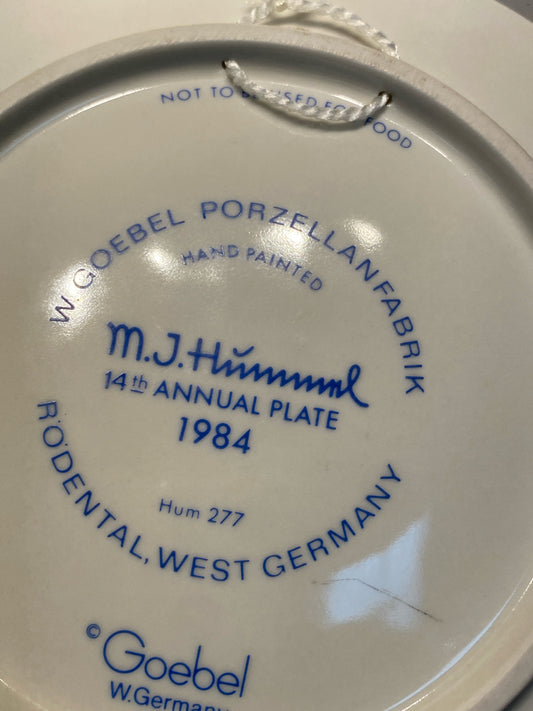 NOT TO BE USED FOR FOOD
W. GOEBEL PORZELLANFABRIK
HAND PAINTED
M.J.Hummel
14th ANNUAL PLATE
1984
Hum 277
RÖDENTAL, WEST GERMANY
© Goebel
W.Germany